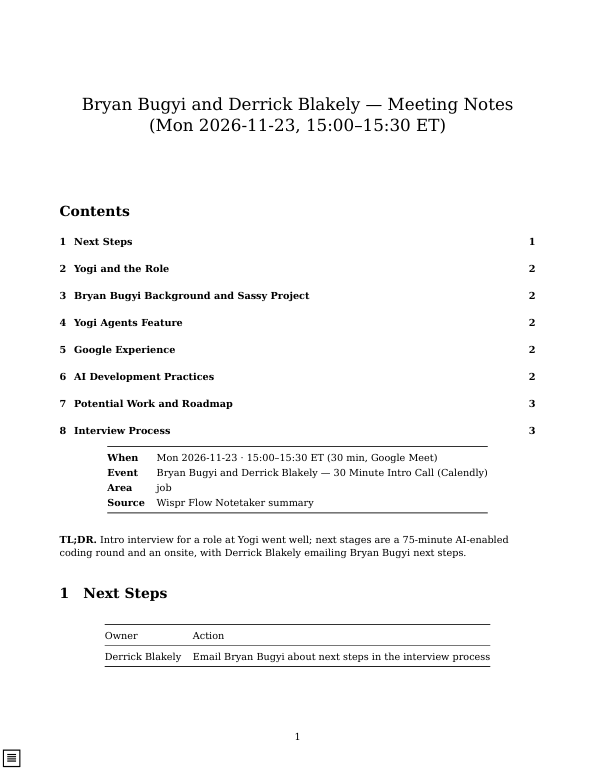 Bryan Bugyi and Derrick Blakely — Meeting Notes
(Mon 2026-11-23, 15:00–15:30 ET)
Contents
1 Next Steps 1
2 Yogi and the Role 2
3 Bryan Bugyi Background and Sassy Project 2
4 Yogi Agents Feature 2
5 Google Experience 2
6 AI Development Practices 2
7 Potential Work and Roadmap 3
8 Interview Process 3
When Mon 2026-11-23 · 15:00–15:30 ET (30 min, Google Meet)
Event Bryan Bugyi and Derrick Blakely — 30 Minute Intro Call (Calendly)
Area job
Source Wispr Flow Notetaker summary
TL;DR. Intro interview for a role at Yogi went well; next stages are a 75-minute AI-enabled
coding round and an onsite, with Derrick Blakely emailing Bryan Bugyi next steps.
1 Next Steps
Owner Action
Derrick Blakely Email Bryan Bugyi about next steps in the interview process
1